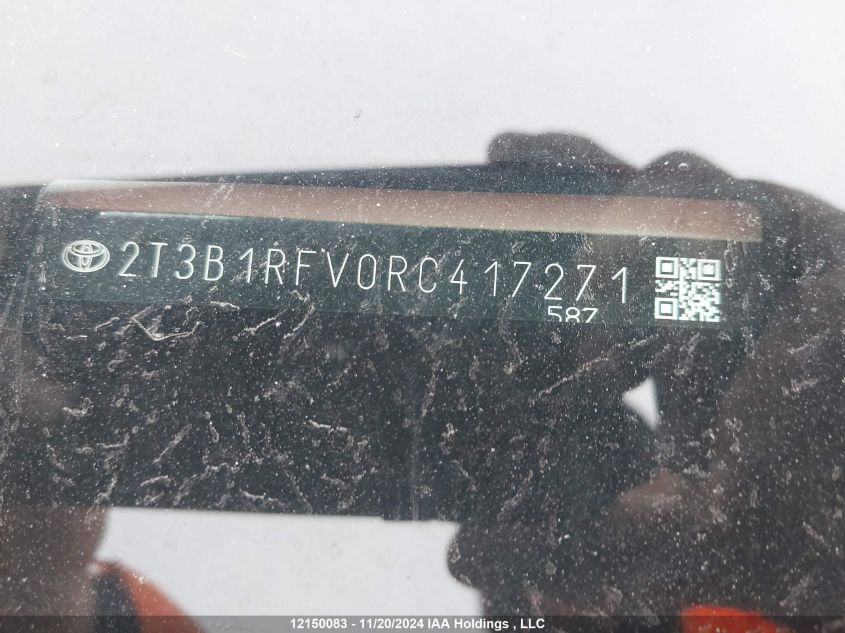 2T3B1RFV0RC417271
587
12150083 - 11/20/2024 IAA Holdings , LLC